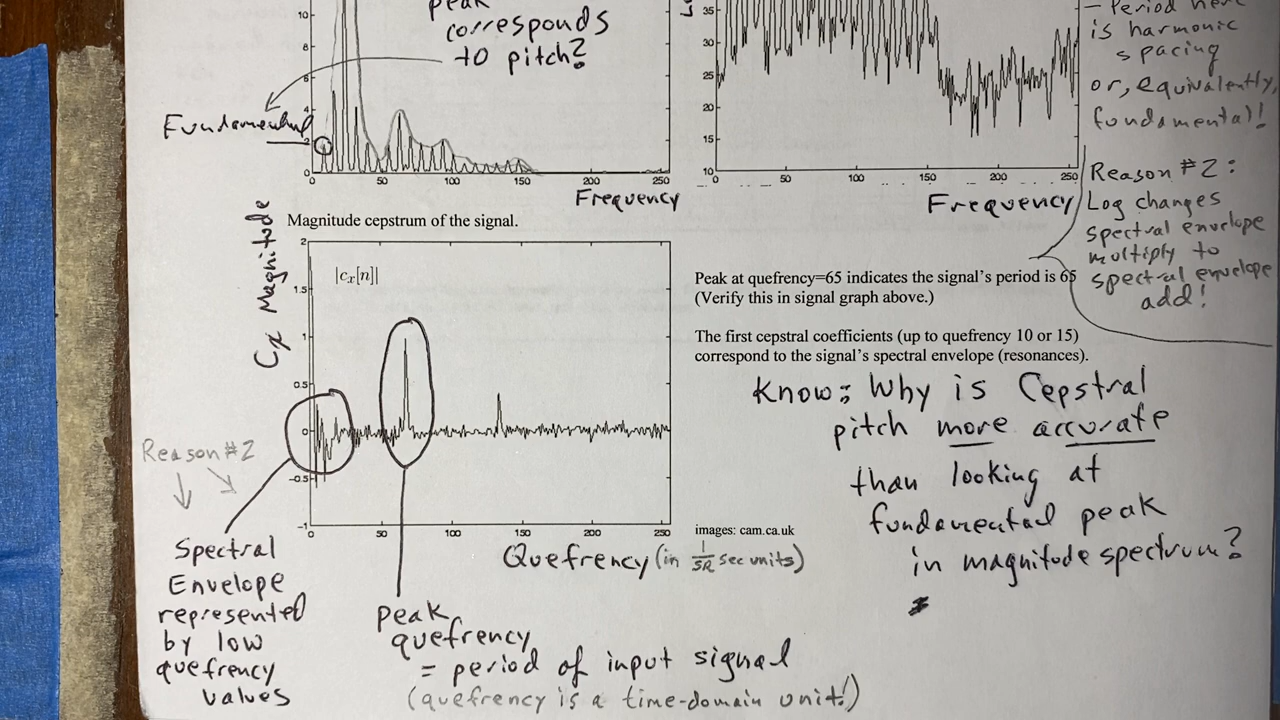 peak
corresponds
to pitch?
Fundamental
10
8
6
4
2
0
0 50 100 150 200 250
Frequency
35
30
25
20
15
10
0 50 100 150 200 250
Frequency
- Period here
is harmonic
spacing
or, equivalently,
fundamental!
Reason #2:
Log changes
spectral envelope
multiply to
spectral envelope
add!
Magnitude cepstrum of the signal.
Cx Magnitude
|cx[n]|
2
1.5
1
0.5
0
-0.5
-1
0 50 100 150 200 250
Quefrency (in 1/SR sec units)
Peak at quefrency=65 indicates the signal's period is 65
(Verify this in signal graph above.)
The first cepstral coefficients (up to quefrency 10 or 15)
correspond to the signal's spectral envelope (resonances).
Know: Why is Cepstral
pitch more accurate
than looking at
fundamental peak
in magnitude spectrum?
images: cam.ca.uk
Reason #2
Spectral
Envelope
represented
by low
quefrency
values
Peak
quefrency
= period of input signal
(quefrency is a time-domain unit!)